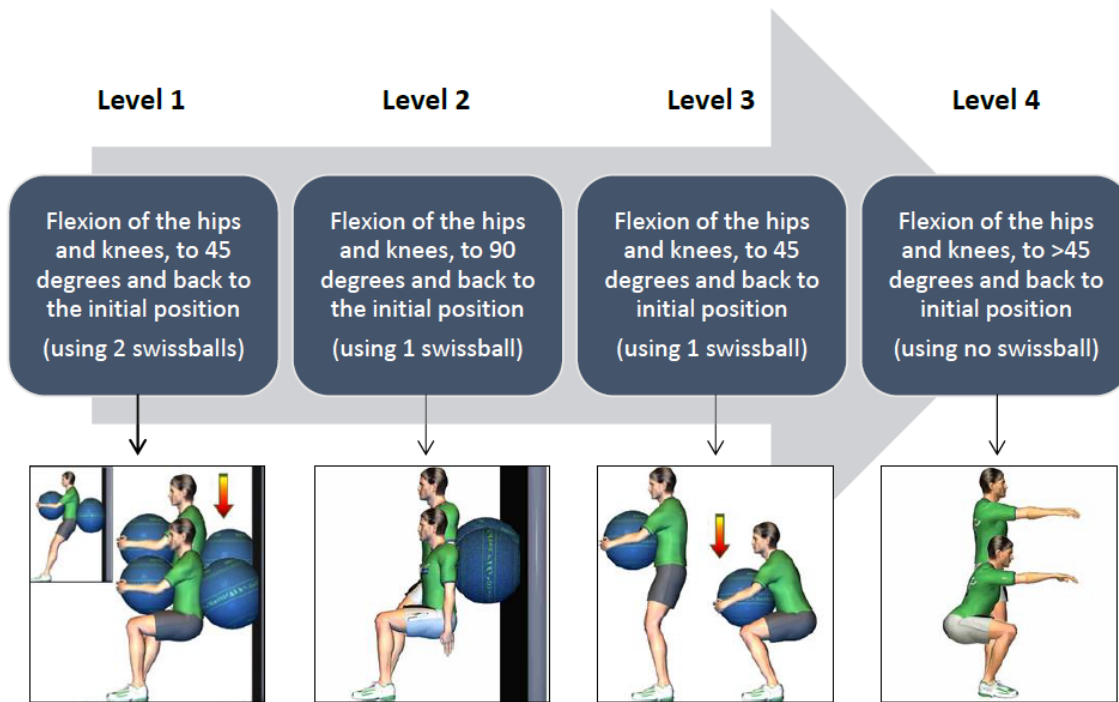 Level 1
Level 2
Level 3
Level 4
Flexion of the hips
and knees, to 45
degrees and back to
the initial position
(using 2 swissballs)
Flexion of the hips
and knees, to 90
degrees and back to
the initial position
(using 1 swissball)
Flexion of the hips
and knees, to 45
degrees and back to
initial position
(using 1 swissball)
Flexion of the hips
and knees, to >45
degrees and back to
initial position
(using no swissball)